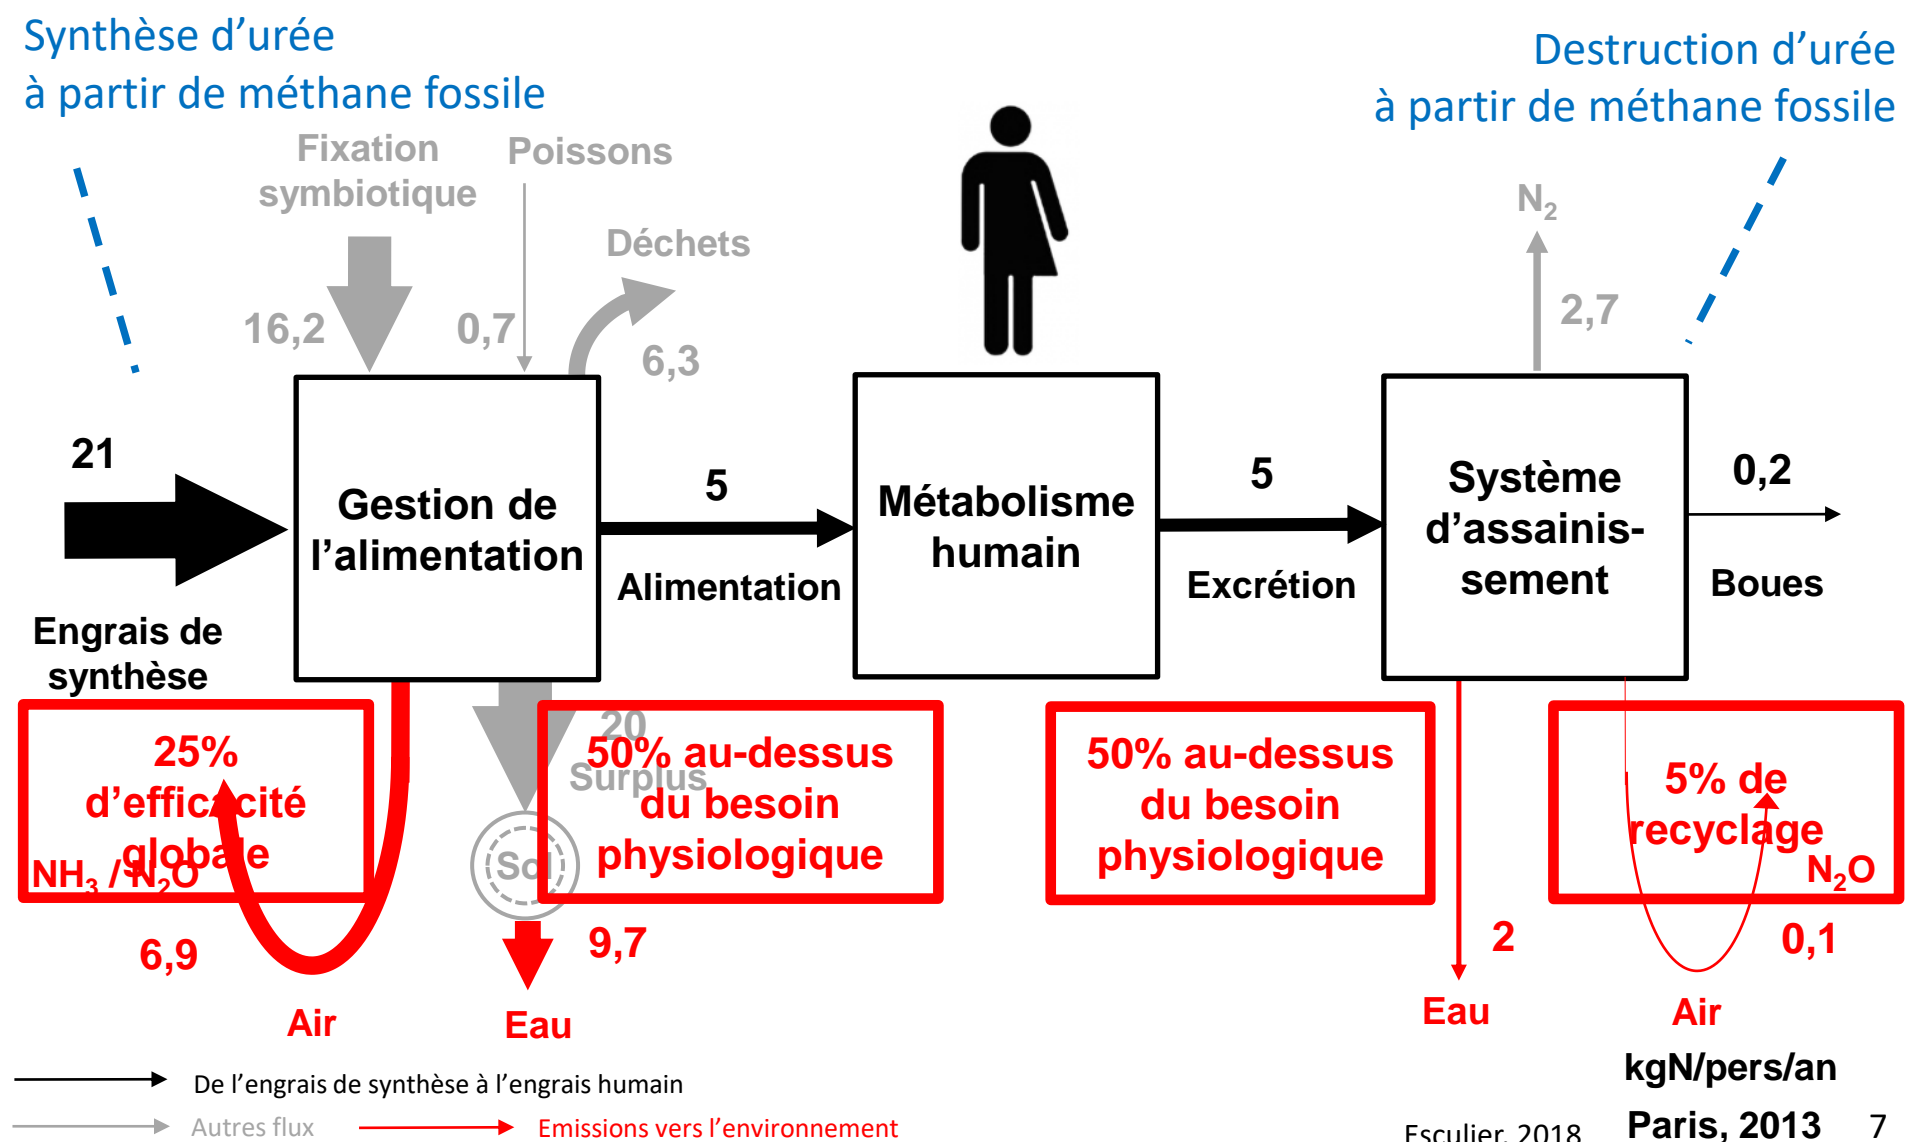 Synthèse d’urée
à partir de méthane fossile
Destruction d’urée
à partir de méthane fossile
Fixation
symbiotique
Poissons
Déchets
N₂
16,2
0,7
6,3
2,7
21
Gestion de
l’alimentation
5
Métabolisme
humain
5
Système
d’assainis-
sement
0,2
Alimentation
Excrétion
Boues
Engrais de
synthèse
25%
d’efficacité
globale
NH₃ / N₂O
20
Surplus
Sol
50% au-dessus
du besoin
physiologique
50% au-dessus
du besoin
physiologique
5% de
recyclage
N₂O
6,9
9,7
2
0,1
Air
Eau
Eau
Air
kgN/pers/an
De l’engrais de synthèse à l’engrais humain
Autres flux
Emissions vers l’environnement
Esculier, 2018
Paris, 2013
7